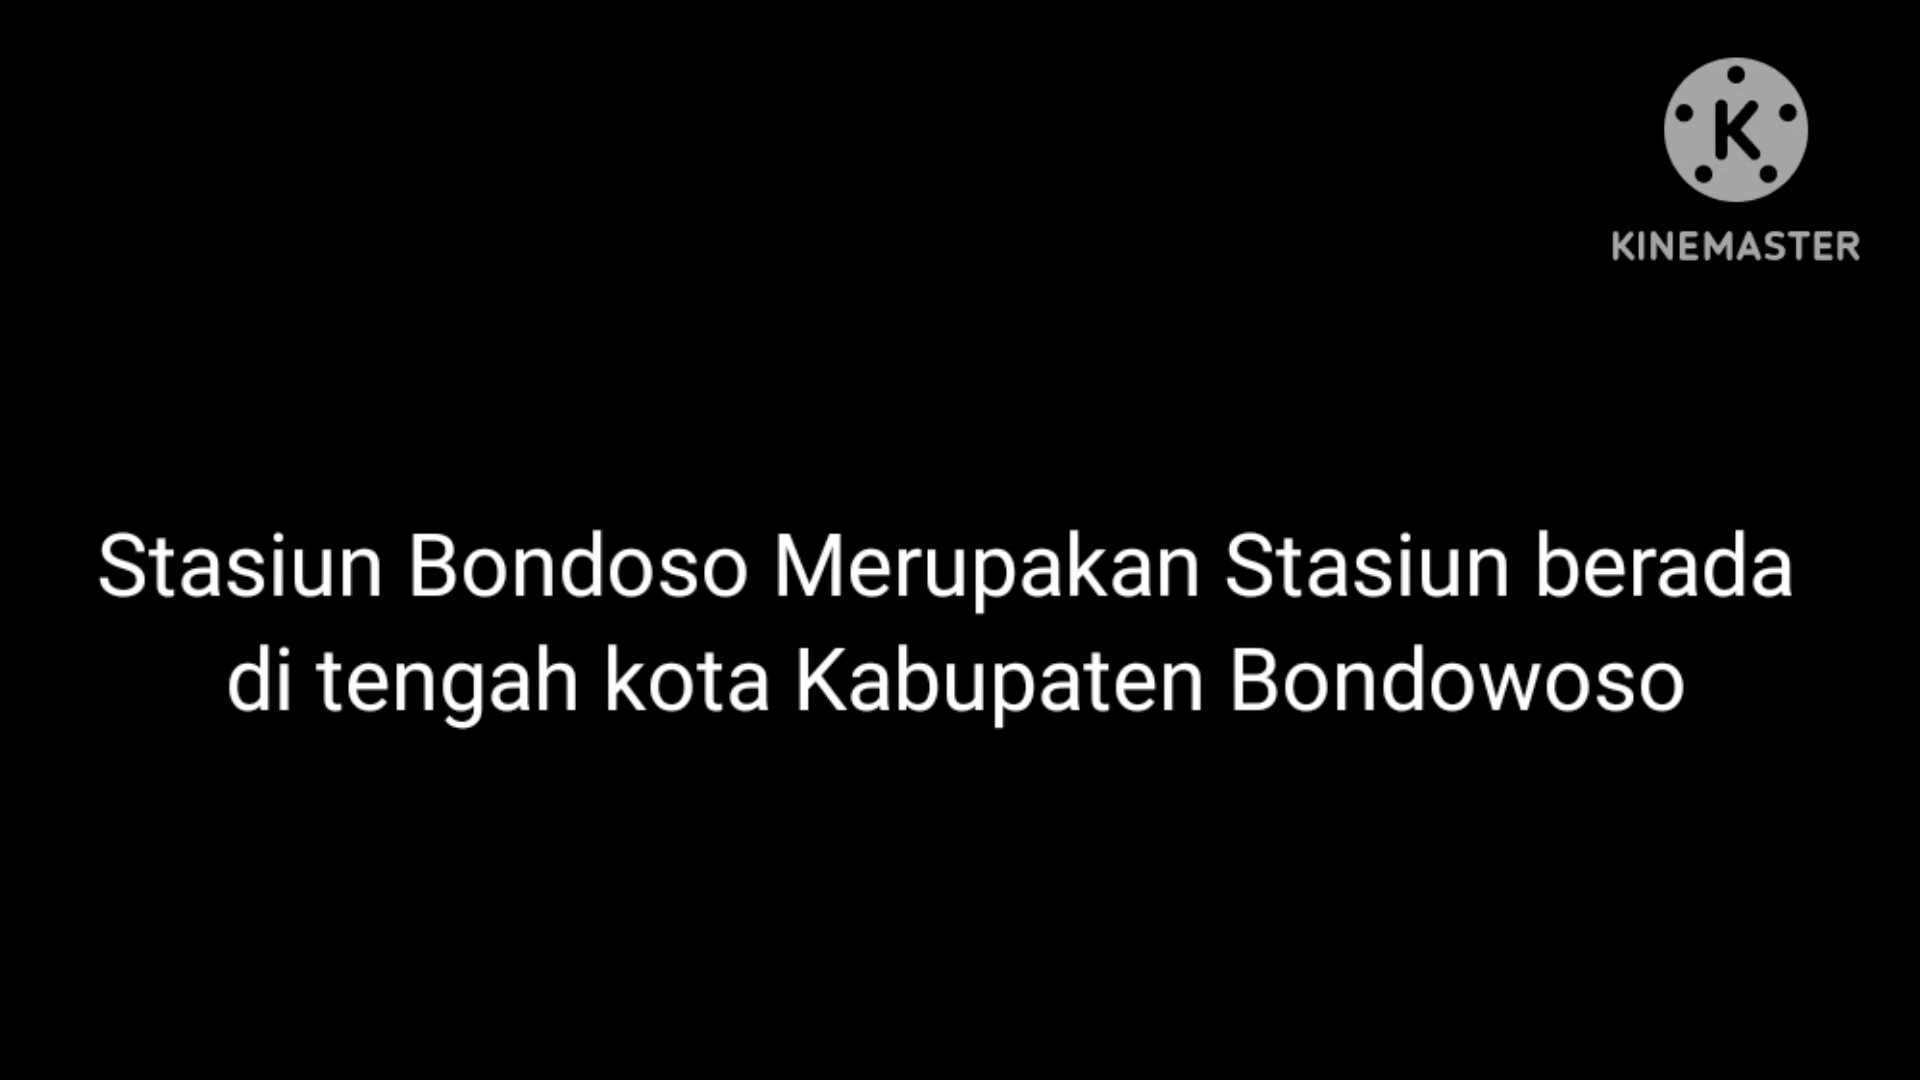 K
KINEMASTER
Stasiun Bondoso Merupakan Stasiun berada
di tengah kota Kabupaten Bondowoso